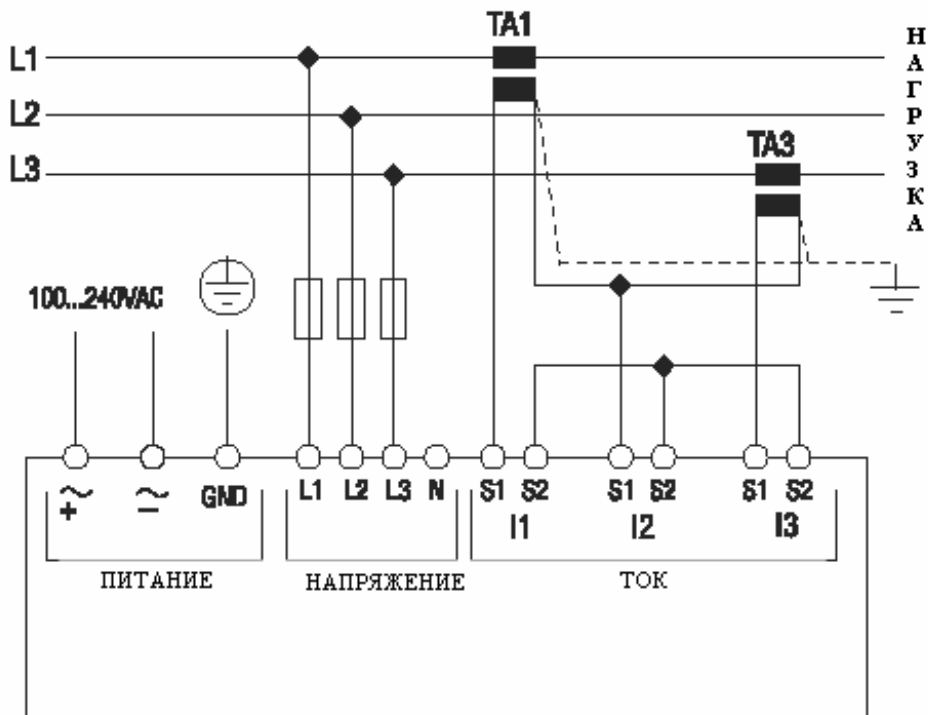 TA1
L1
L2
L3
TA3
НАГРУЗКА
100...240VAC
L1 L2 L3 N S1 S2 S1 S2 S1 S2
+ − GND
I1 I2 I3
ПИТАНИЕ НАПРЯЖЕНИЕ ТОК